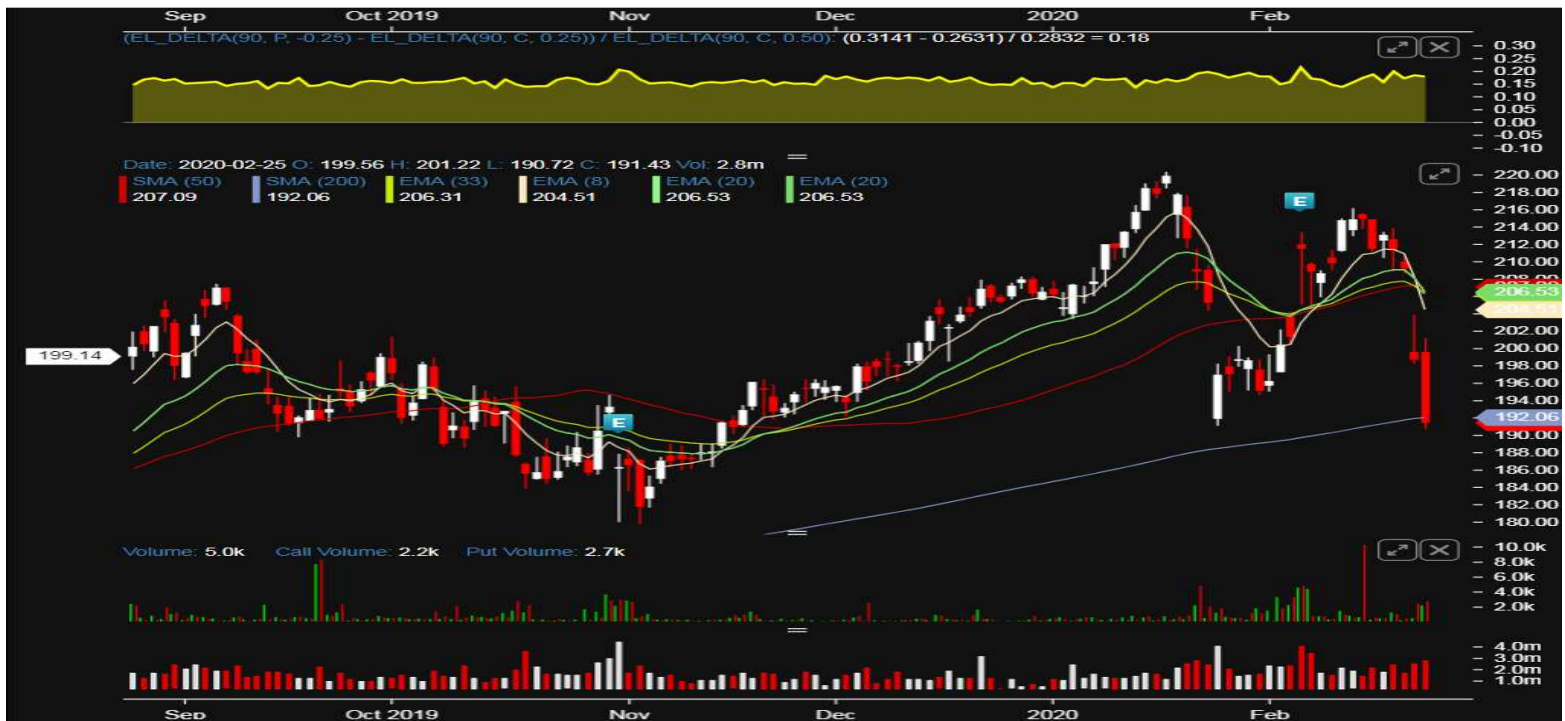 Sep Oct 2019 Nov Dec 2020 Feb
(EL_DELTA(90, P, -0.25) - EL_DELTA(90, C, 0.25)) / EL_DELTA(90, C, 0.50): (0.3141 - 0.2631) / 0.2832 = 0.18
0.30
0.25
0.20
0.15
0.10
0.05
0.00
-0.05
-0.10
Date: 2020-02-25 O: 199.56 H: 201.22 L: 190.72 C: 191.43 Vol: 2.8m
SMA (50) SMA (200) EMA (33) EMA (8) EMA (20) EMA (20)
207.09 192.06 206.31 204.51 206.53 206.53
220.00
218.00
216.00
214.00
212.00
210.00
208.00
206.53
204.51
202.00
200.00
198.00
196.00
194.00
192.06
190.00
188.00
186.00
184.00
182.00
180.00
199.14
E
E
Volume: 5.0k Call Volume: 2.2k Put Volume: 2.7k
10.0k
8.0k
6.0k
4.0k
2.0k
4.0m
3.0m
2.0m
1.0m
Sep Oct 2019 Nov Dec 2020 Feb